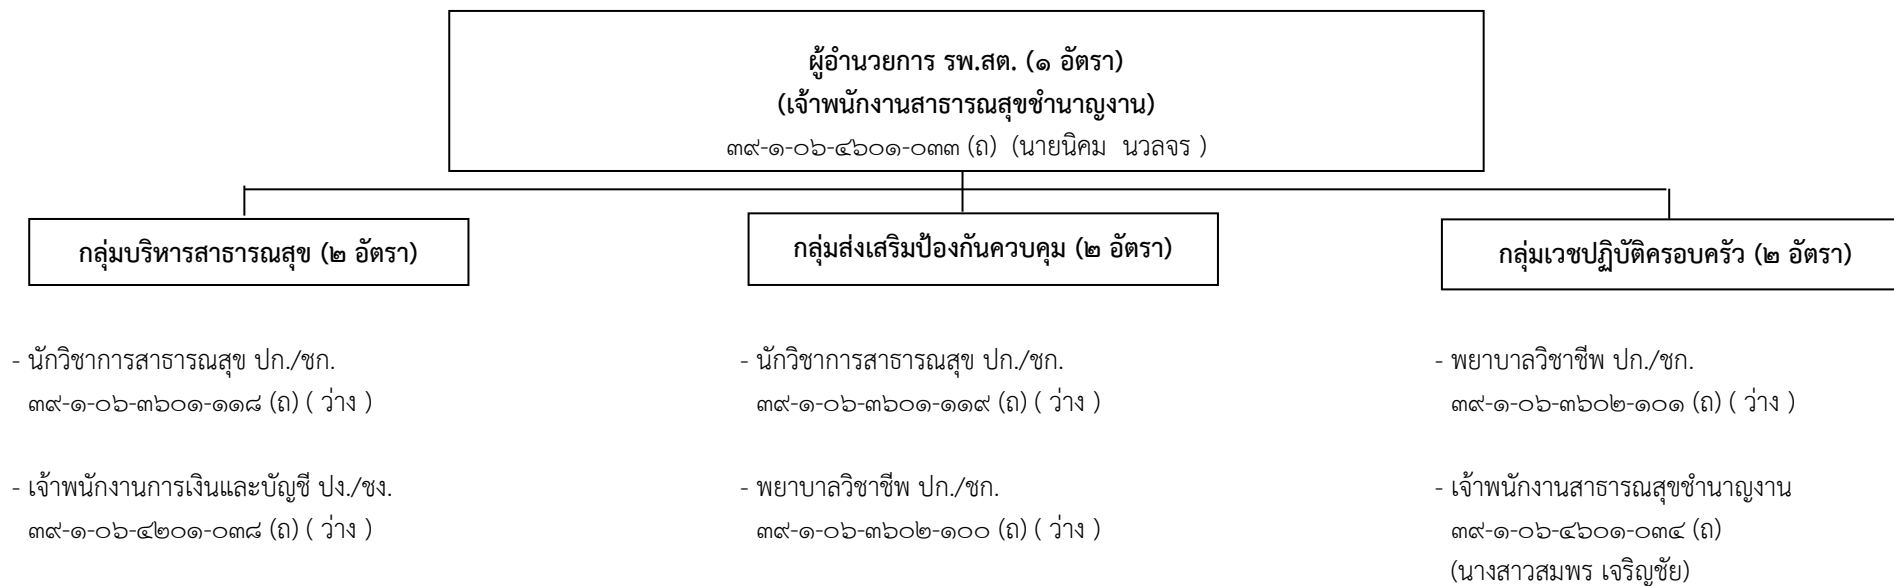 ผู้อำนวยการ รพ.สต. (๑ อัตรา)
(เจ้าพนักงานสาธารณสุขชำนาญงาน)
๓๙-๑-๐๖-๔๖๐๑-๐๓๓ (ถ) (นายนิคม นวลจร )
กลุ่มบริหารสาธารณสุข (๒ อัตรา)
- นักวิชาการสาธารณสุข ปก./ชก.
๓๙-๑-๐๖-๓๖๐๑-๑๑๘ (ถ) ( ว่าง )
- เจ้าพนักงานการเงินและบัญชี ปง./ชง.
๓๙-๑-๐๖-๔๒๐๑-๐๓๘ (ถ) ( ว่าง )
กลุ่มส่งเสริมป้องกันควบคุม (๒ อัตรา)
- นักวิชาการสาธารณสุข ปก./ชก.
๓๙-๑-๐๖-๓๖๐๑-๑๑๙ (ถ) ( ว่าง )
- พยาบาลวิชาชีพ ปก./ชก.
๓๙-๑-๐๖-๓๖๐๒-๑๐๐ (ถ) ( ว่าง )
กลุ่มเวชปฏิบัติครอบครัว (๒ อัตรา)
- พยาบาลวิชาชีพ ปก./ชก.
๓๙-๑-๐๖-๓๖๐๒-๑๐๑ (ถ) ( ว่าง )
- เจ้าพนักงานสาธารณสุขชำนาญงาน
๓๙-๑-๐๖-๔๖๐๑-๐๓๔ (ถ)
(นางสาวสมพร เจริญชัย)